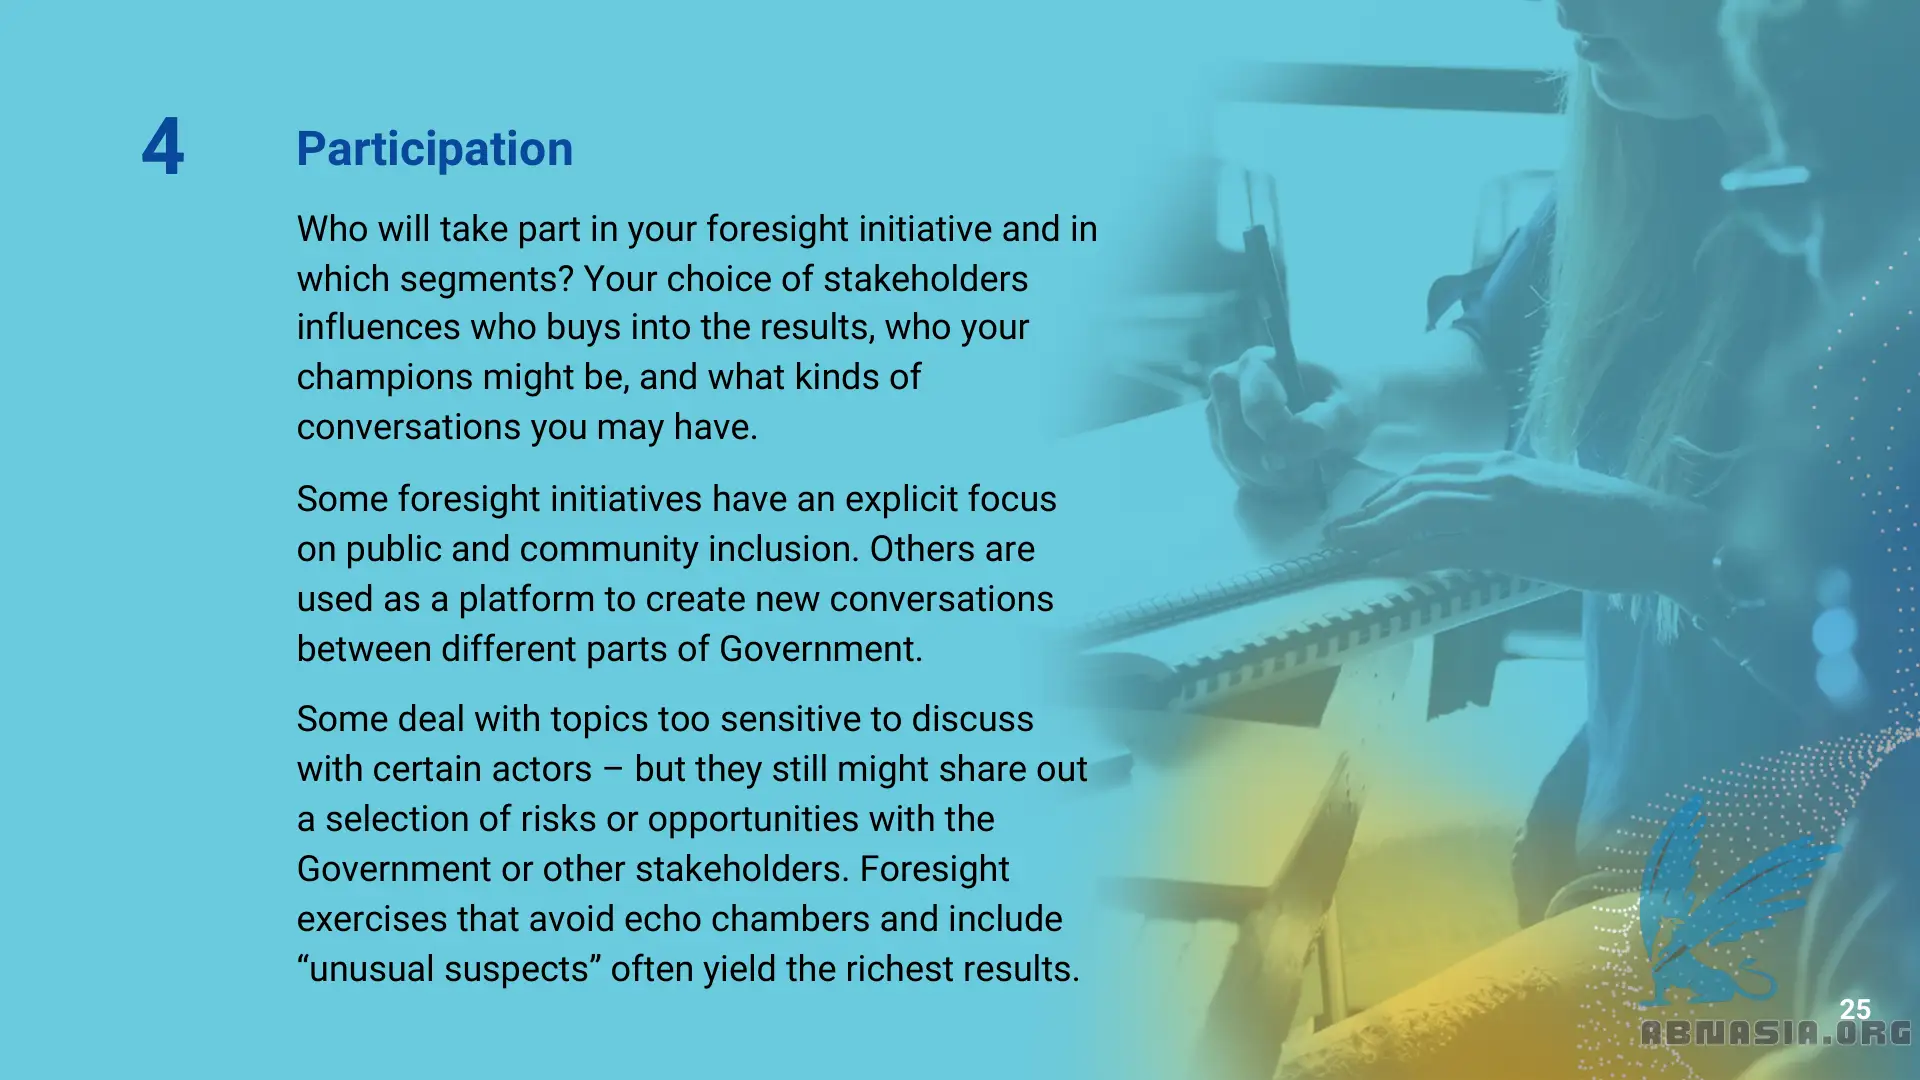 4
Participation
Who will take part in your foresight initiative and in
which segments? Your choice of stakeholders
influences who buys into the results, who your
champions might be, and what kinds of
conversations you may have.
Some foresight initiatives have an explicit focus
on public and community inclusion. Others are
used as a platform to create new conversations
between different parts of Government.
Some deal with topics too sensitive to discuss
with certain actors – but they still might share out
a selection of risks or opportunities with the
Government or other stakeholders. Foresight
exercises that avoid echo chambers and include
“unusual suspects” often yield the richest results.
25
ABNASIA.ORG